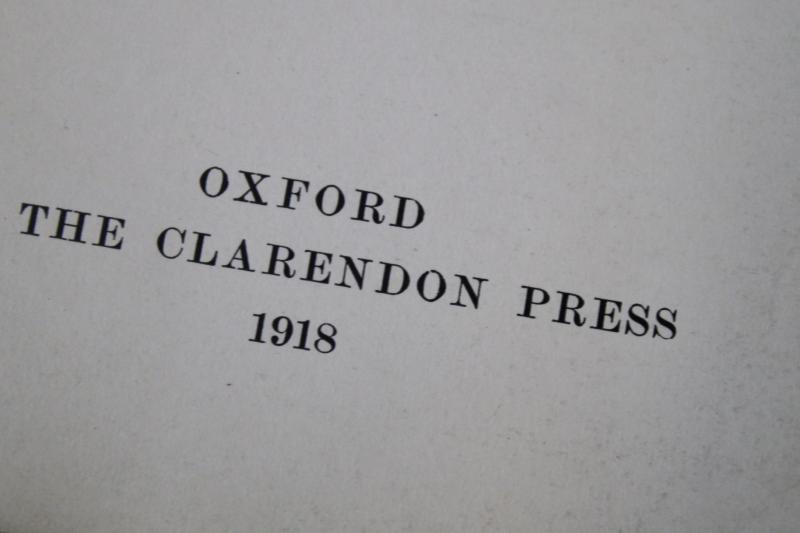 OXFORD
THE CLARENDON PRESS
1918